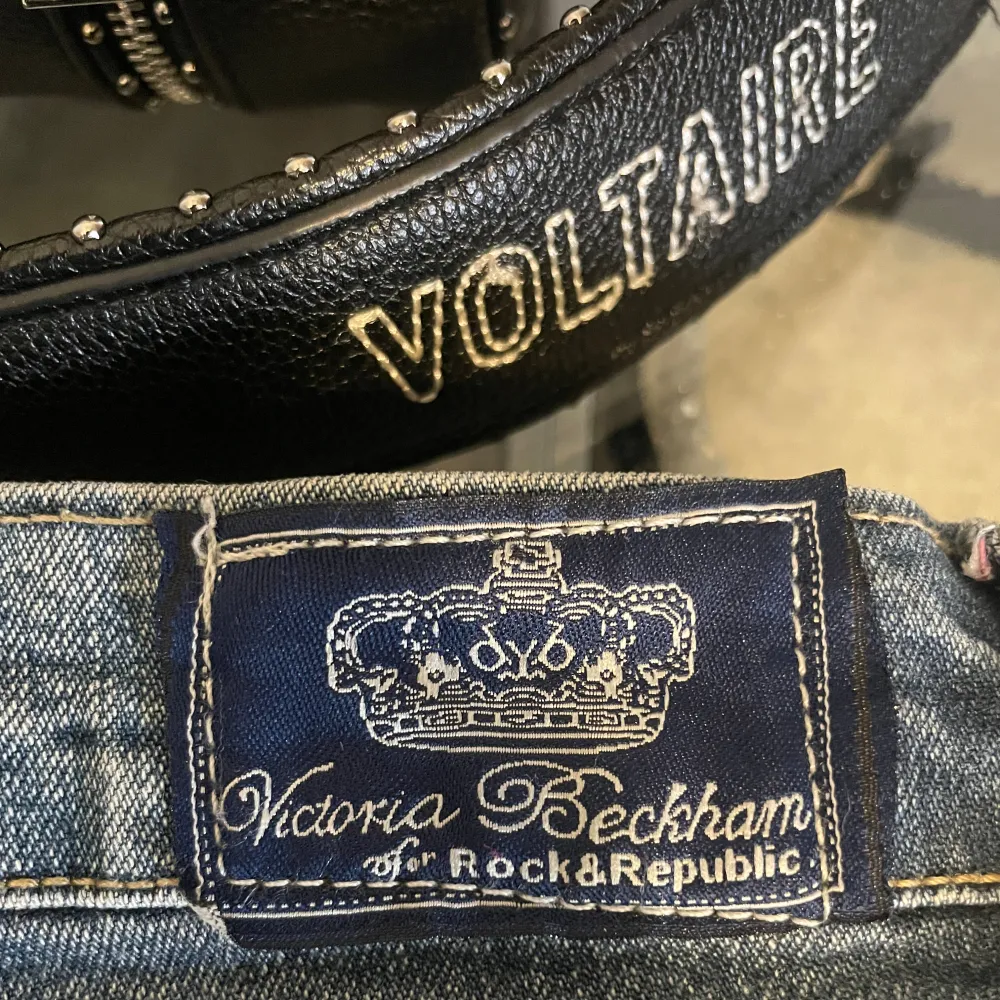 VOLTAIRE
dVb
Victoria Beckham
for Rock&Republic